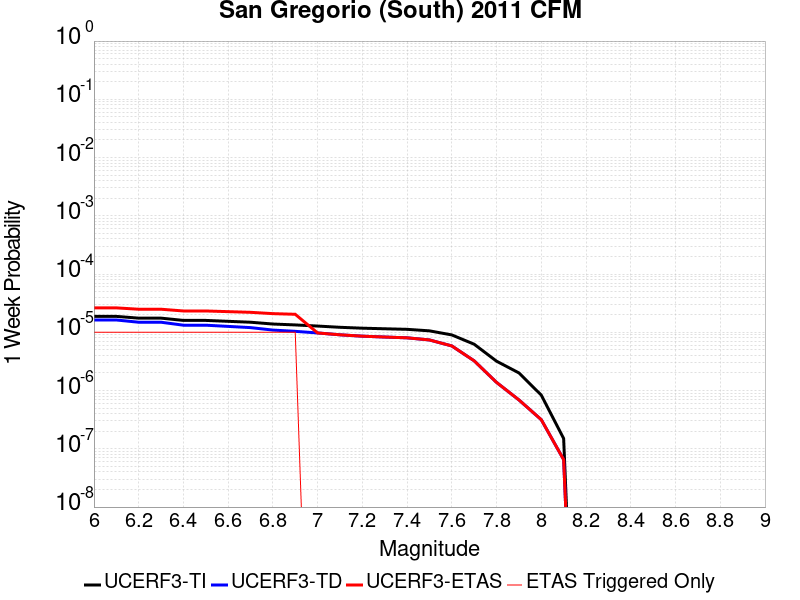 San Gregorio (South) 2011 CFM
10^0
10^-1
10^-2
10^-3
10^-4
10^-5
10^-6
10^-7
10^-8
1 Week Probability
6 6.2 6.4 6.6 6.8 7 7.2 7.4 7.6 7.8 8 8.2 8.4 8.6 8.8 9
Magnitude
UCERF3-TI UCERF3-TD UCERF3-ETAS ETAS Triggered Only